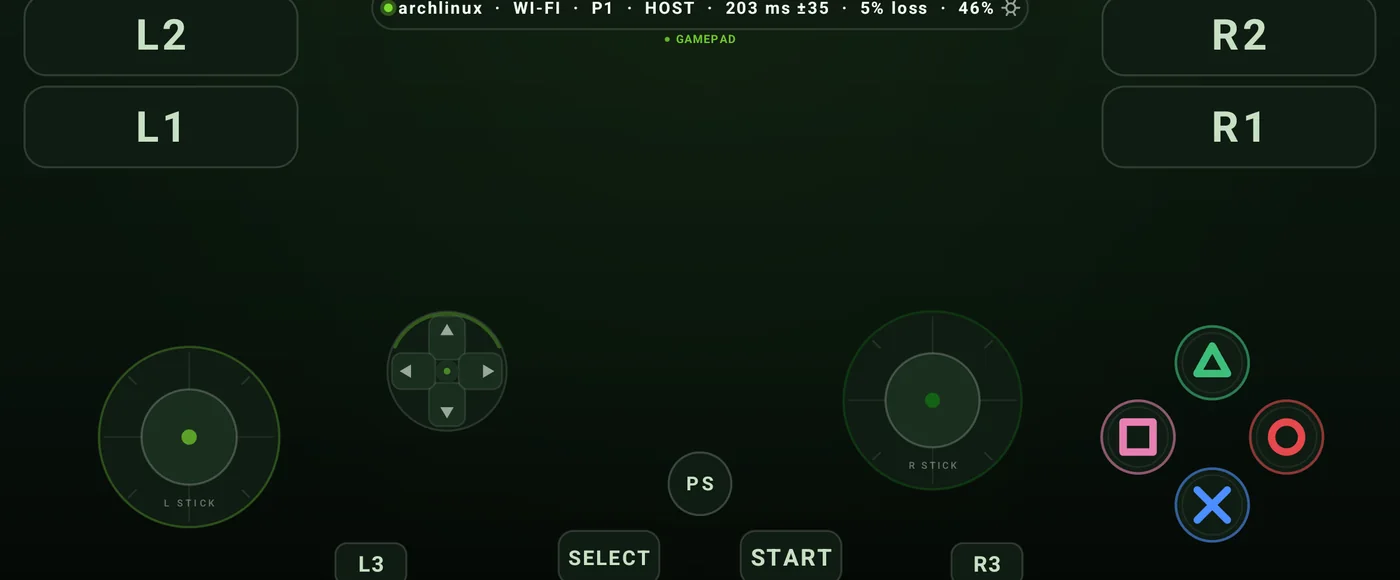 L2
archlinux · WI-FI · P1 · HOST · 203 ms ±35 · 5% loss · 46%
R2
• GAMEPAD
L1
R1
L STICK
R STICK
PS
L3
SELECT
START
R3